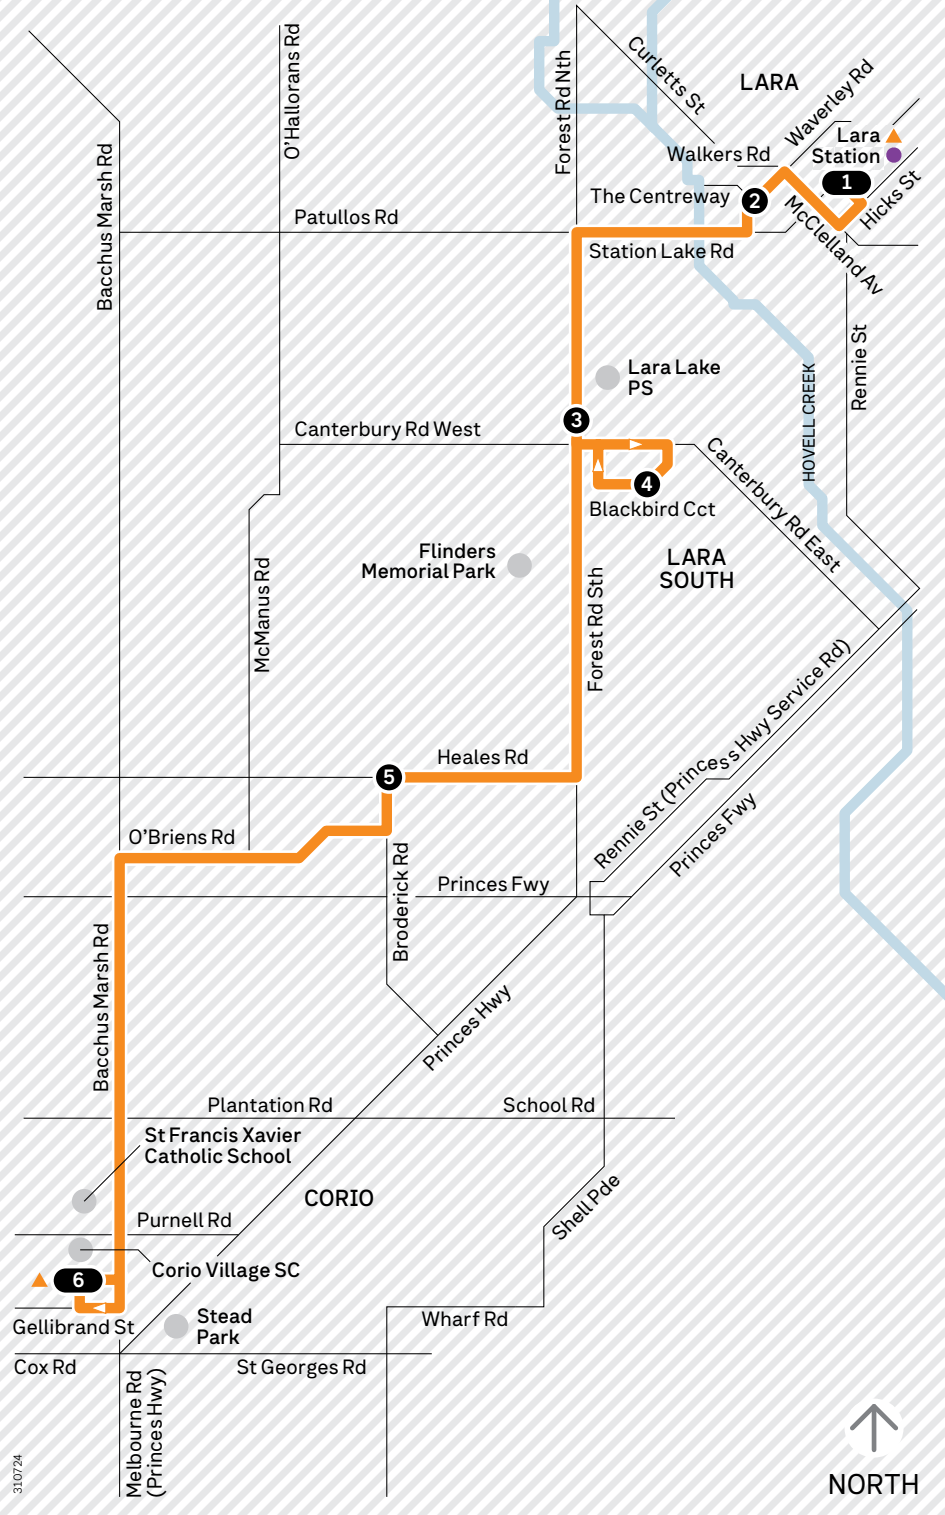 O'Hallorans Rd
Forest Rd Nth
Curletts St
LARA
Waverley Rd
Lara
Station
1
Walkers Rd
Hicks St
The Centreway
2
McClelland Av
Bacchus Marsh Rd
Patullos Rd
Station Lake Rd
Rennie St
HOVELL CREEK
Lara Lake
PS
3
Canterbury Rd West
Canterbury Rd East
4
Blackbird Cct
Flinders
Memorial Park
LARA
SOUTH
McManus Rd
Forest Rd Sth
Rennie St (Princess Hwy Service Rd)
Heales Rd
5
Princes Fwy
O'Briens Rd
Princes Fwy
Broderick Rd
Bacchus Marsh Rd
Princes Hwy
Plantation Rd
School Rd
St Francis Xavier
Catholic School
CORIO
Shell Pde
Purnell Rd
Corio Village SC
6
Gellibrand St
Stead
Park
Wharf Rd
Cox Rd
St Georges Rd
Melbourne Rd
(Princes Hwy)
310724
NORTH